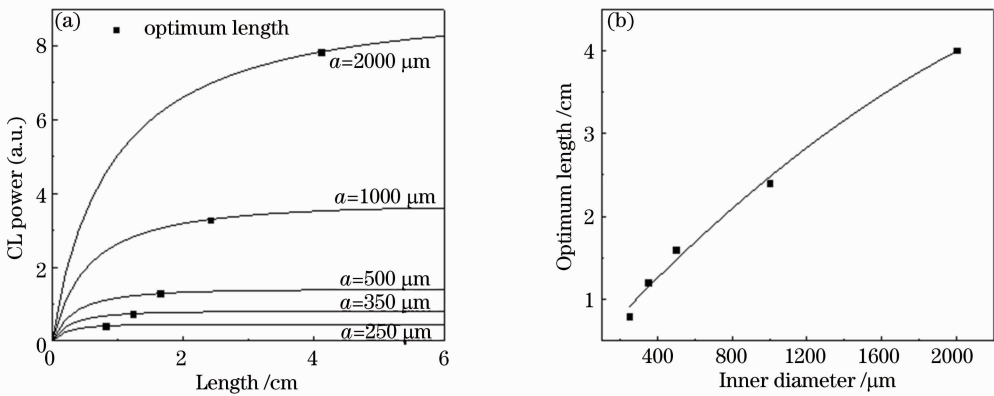 (a)
optimum length
a=2000 μm
a=1000 μm
a=500 μm
a=350 μm
a=250 μm
8
6
4
2
0
0 2 4 6
CL power (a.u.)
Length /cm
(b)
4
3
2
1
400 800 1200 1600 2000
Optimum length /cm
Inner diameter /μm